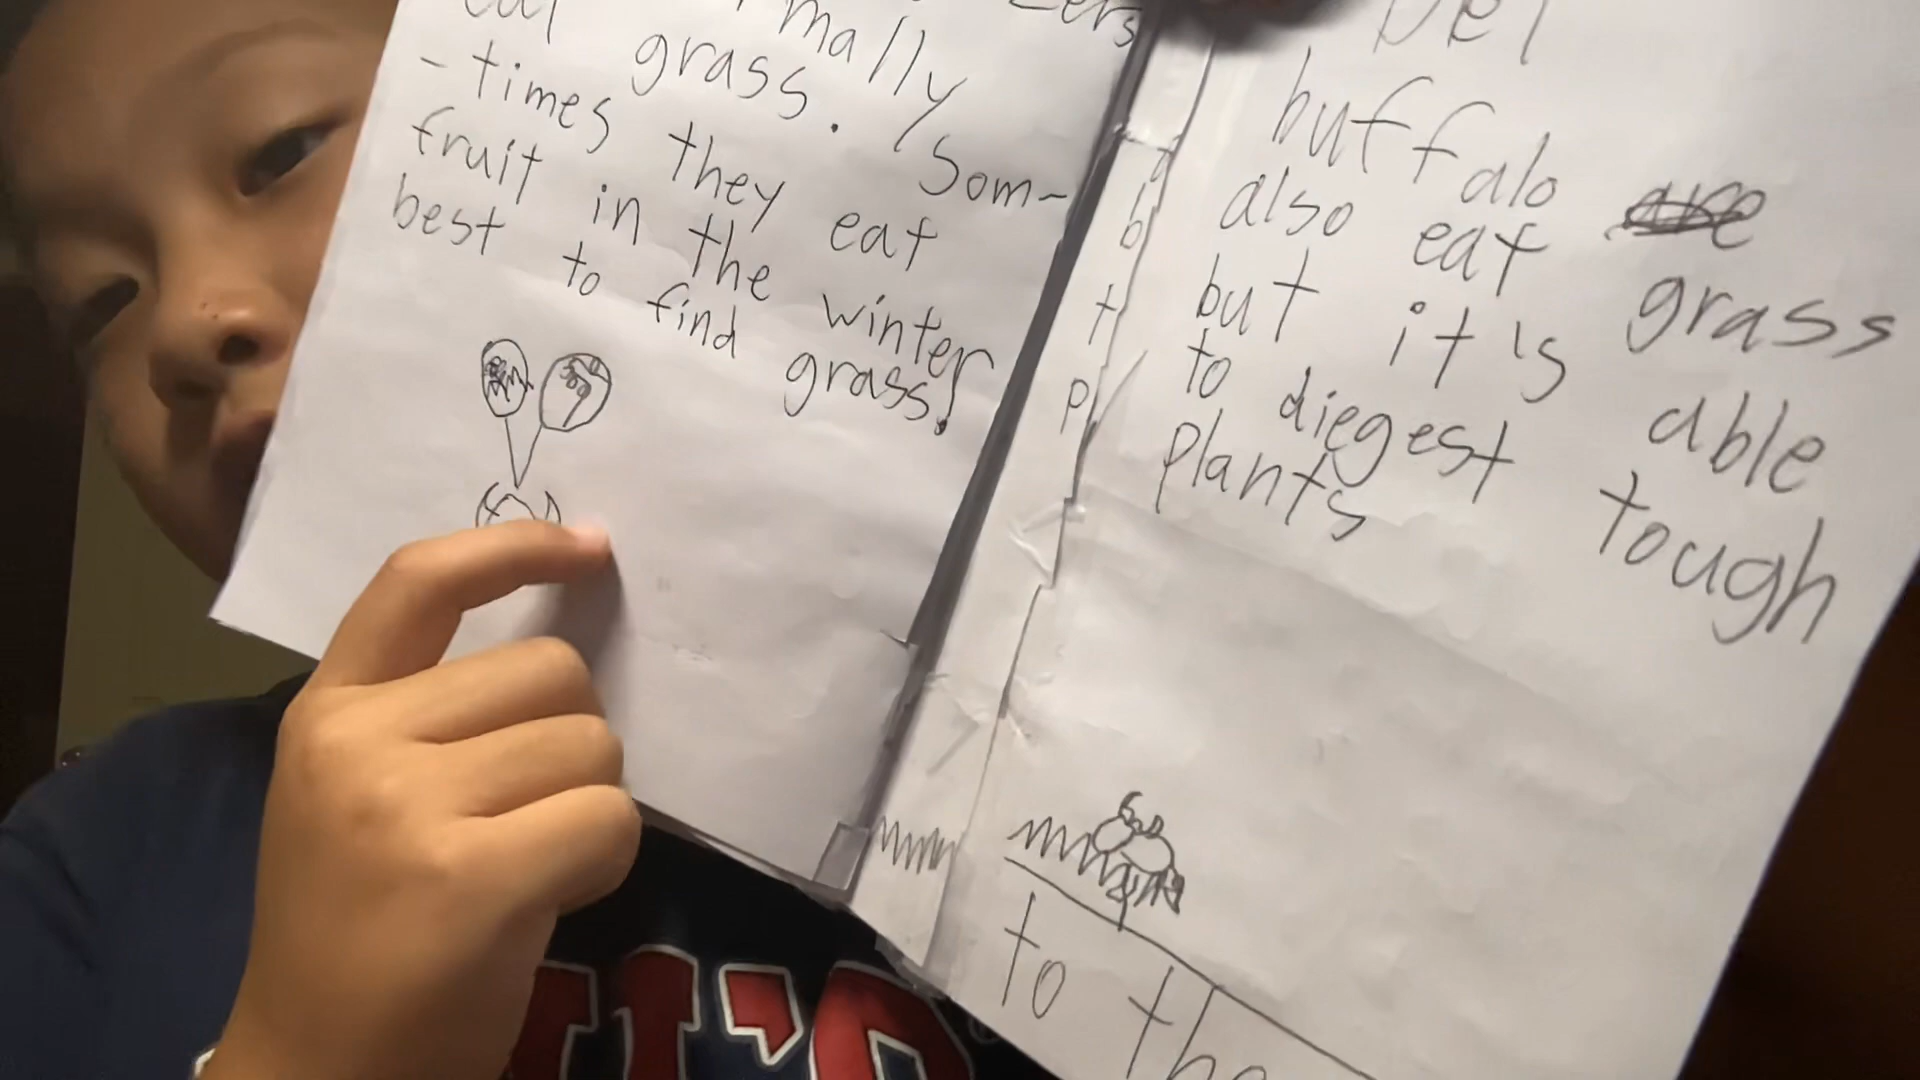 eat mally
grass. Som-
-times they eat
fruit in the winter
best to find grass!
buffalo
also eat grass
but it's able
to diegest tough
plants
to the